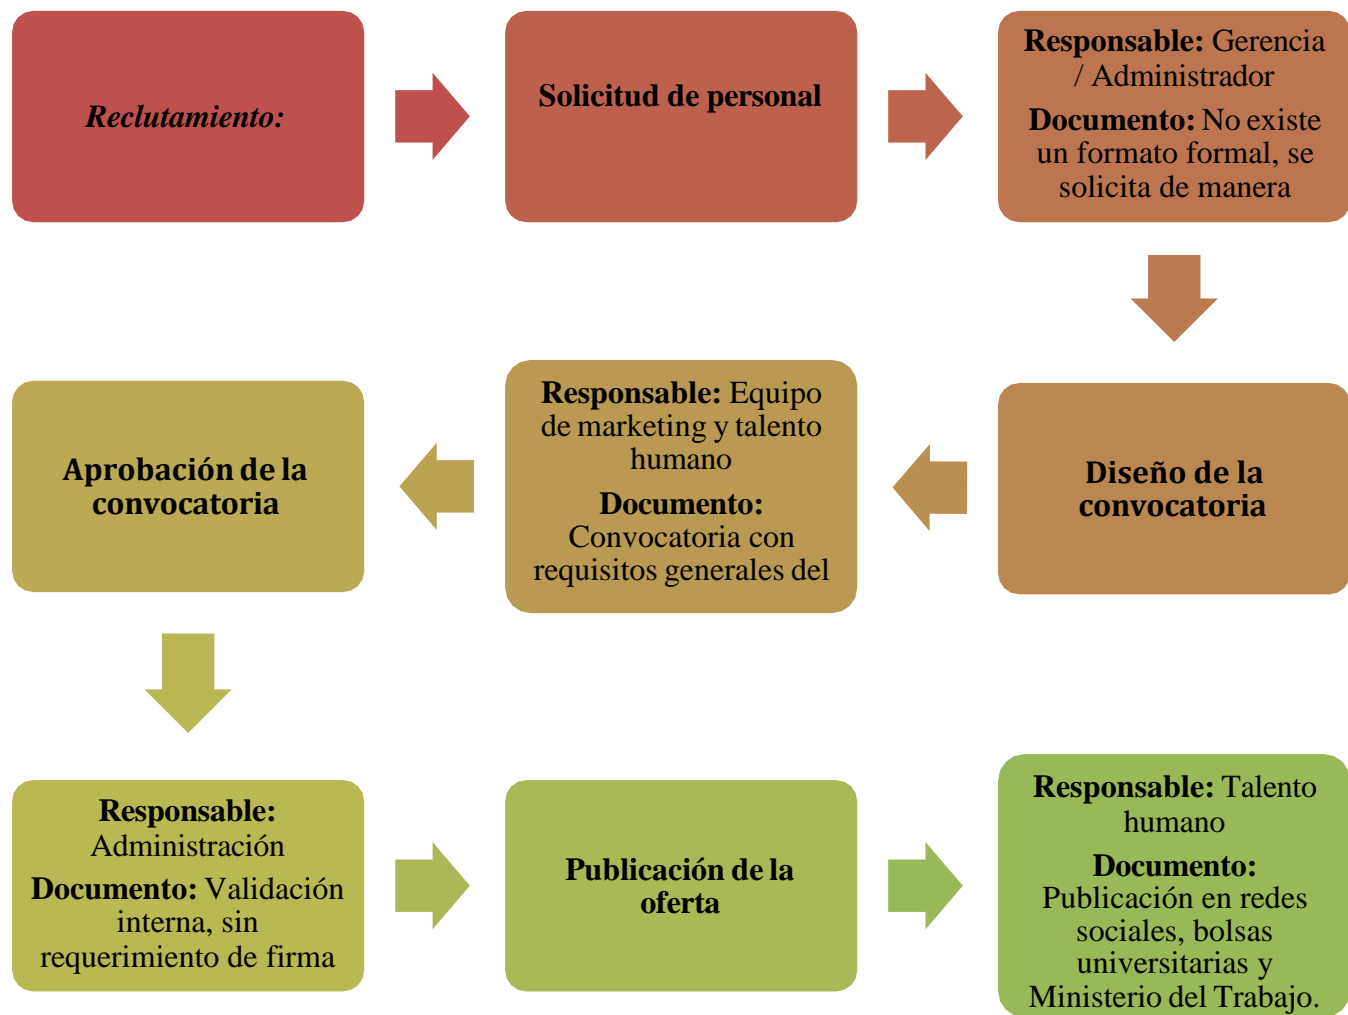 Reclutamiento:
Solicitud de personal
Responsable: Gerencia
/ Administrador
Documento: No existe
un formato formal, se
solicita de manera
Diseño de la
convocatoria
Responsable: Equipo
de marketing y talento
humano
Documento:
Convocatoria con
requisitos generales del
Aprobación de la
convocatoria
Responsable:
Administración
Documento: Validación
interna, sin
requerimiento de firma
Publicación de la
oferta
Responsable: Talento
humano
Documento:
Publicación en redes
sociales, bolsas
universitarias y
Ministerio del Trabajo.